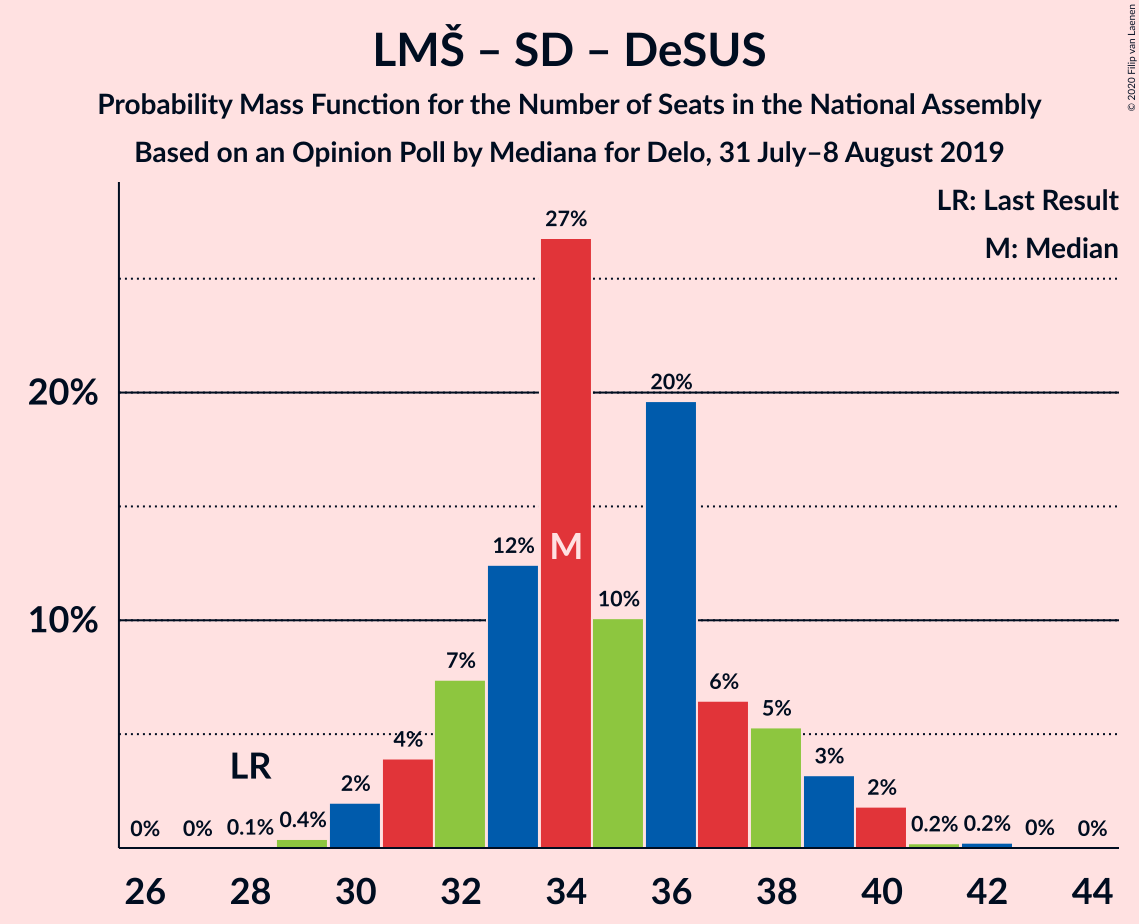 LMŠ – SD – DeSUS
Probability Mass Function for the Number of Seats in the National Assembly
Based on an Opinion Poll by Mediana for Delo, 31 July–8 August 2019
© 2020 Filip van Laenen
LR: Last Result
M: Median
20%
10%
0%
0%
0.1%
LR
0.4%
2%
4%
7%
12%
27%
M
10%
20%
6%
5%
3%
2%
0.2%
0.2%
0%
0%
26 28 30 32 34 36 38 40 42 44